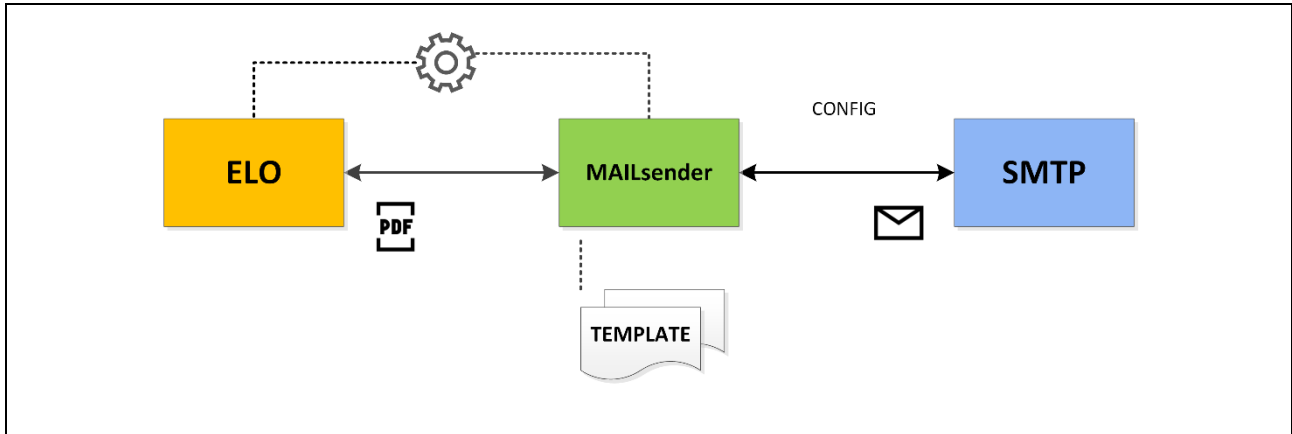 CONFIG
ELO
MAILsender
SMTP
PDF
TEMPLATE